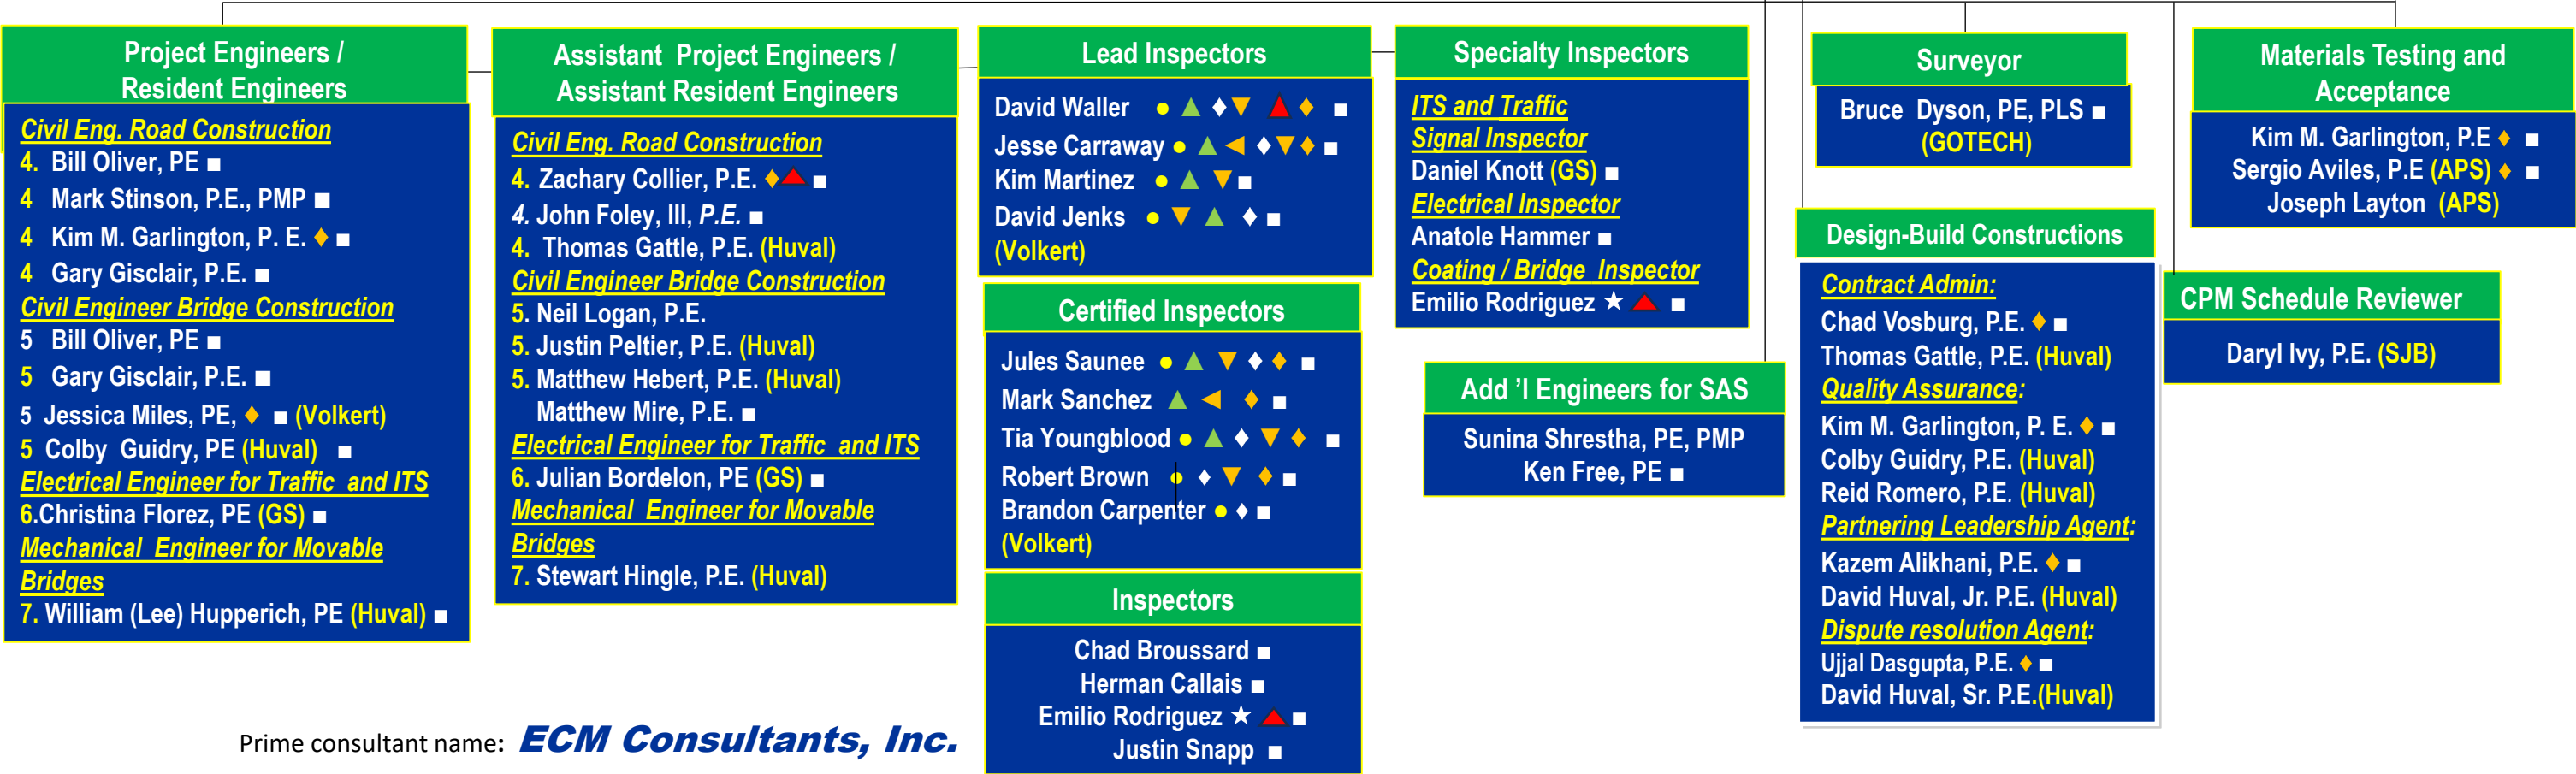 Project Engineers /
Resident Engineers
Civil Eng. Road Construction
4. Bill Oliver, PE ■
4 Mark Stinson, P.E., PMP ■
4 Kim M. Garlington, P. E. ♦ ■
4 Gary Gisclair, P.E. ■
Civil Engineer Bridge Construction
5 Bill Oliver, PE ■
5 Gary Gisclair, P.E. ■
5 Jessica Miles, PE, ♦ ■ (Volkert)
5 Colby Guidry, PE (Huval) ■
Electrical Engineer for Traffic and ITS
6.Christina Florez, PE (GS) ■
Mechanical Engineer for Movable
Bridges
7. William (Lee) Hupperich, PE (Huval) ■
Assistant Project Engineers /
Assistant Resident Engineers
Civil Eng. Road Construction
4. Zachary Collier, P.E. ♦▲ ■
4. John Foley, III, P.E. ■
4. Thomas Gattle, P.E. (Huval)
Civil Engineer Bridge Construction
5. Neil Logan, P.E.
5. Justin Peltier, P.E. (Huval)
5. Matthew Hebert, P.E. (Huval)
Matthew Mire, P.E. ■
Electrical Engineer for Traffic and ITS
6. Julian Bordelon, PE (GS) ■
Mechanical Engineer for Movable
Bridges
7. Stewart Hingle, P.E. (Huval)
Lead Inspectors
David Waller ● ▲ ♦ ▼ ▲ ♦ ■
Jesse Carraway ● ▲ ◄ ♦ ▼ ♦ ■
Kim Martinez ● ▲ ▼ ■
David Jenks ● ▼ ▲ ♦ ■
(Volkert)
Certified Inspectors
Jules Saunee ● ▲ ▼ ♦ ♦ ■
Mark Sanchez ▲ ◄ ♦ ■
Tia Youngblood ● ▲ ♦ ▼ ♦ ■
Robert Brown ● ♦ ▼ ♦ ■
Brandon Carpenter ● ♦ ■
(Volkert)
Inspectors
Chad Broussard ■
Herman Callais ■
Emilio Rodriguez ★ ▲ ■
Justin Snapp ■
Specialty Inspectors
ITS and Traffic
Signal Inspector
Daniel Knott (GS) ■
Electrical Inspector
Anatole Hammer ■
Coating / Bridge Inspector
Emilio Rodriguez ★ ▲ ■
Add ’l Engineers for SAS
Sunina Shrestha, PE, PMP
Ken Free, PE ■
Surveyor
Bruce Dyson, PE, PLS ■
(GOTECH)
Design-Build Constructions
Contract Admin:
Chad Vosburg, P.E. ♦ ■
Thomas Gattle, P.E. (Huval)
Quality Assurance:
Kim M. Garlington, P. E. ♦ ■
Colby Guidry, P.E. (Huval)
Reid Romero, P.E. (Huval)
Partnering Leadership Agent:
Kazem Alikhani, P.E. ♦ ■
David Huval, Jr. P.E. (Huval)
Dispute resolution Agent:
Ujjal Dasgupta, P.E. ♦ ■
David Huval, Sr. P.E.(Huval)
Materials Testing and
Acceptance
Kim M. Garlington, P.E ♦ ■
Sergio Aviles, P.E (APS) ♦ ■
Joseph Layton (APS)
CPM Schedule Reviewer
Daryl Ivy, P.E. (SJB)
Prime consultant name: ECM Consultants, Inc.